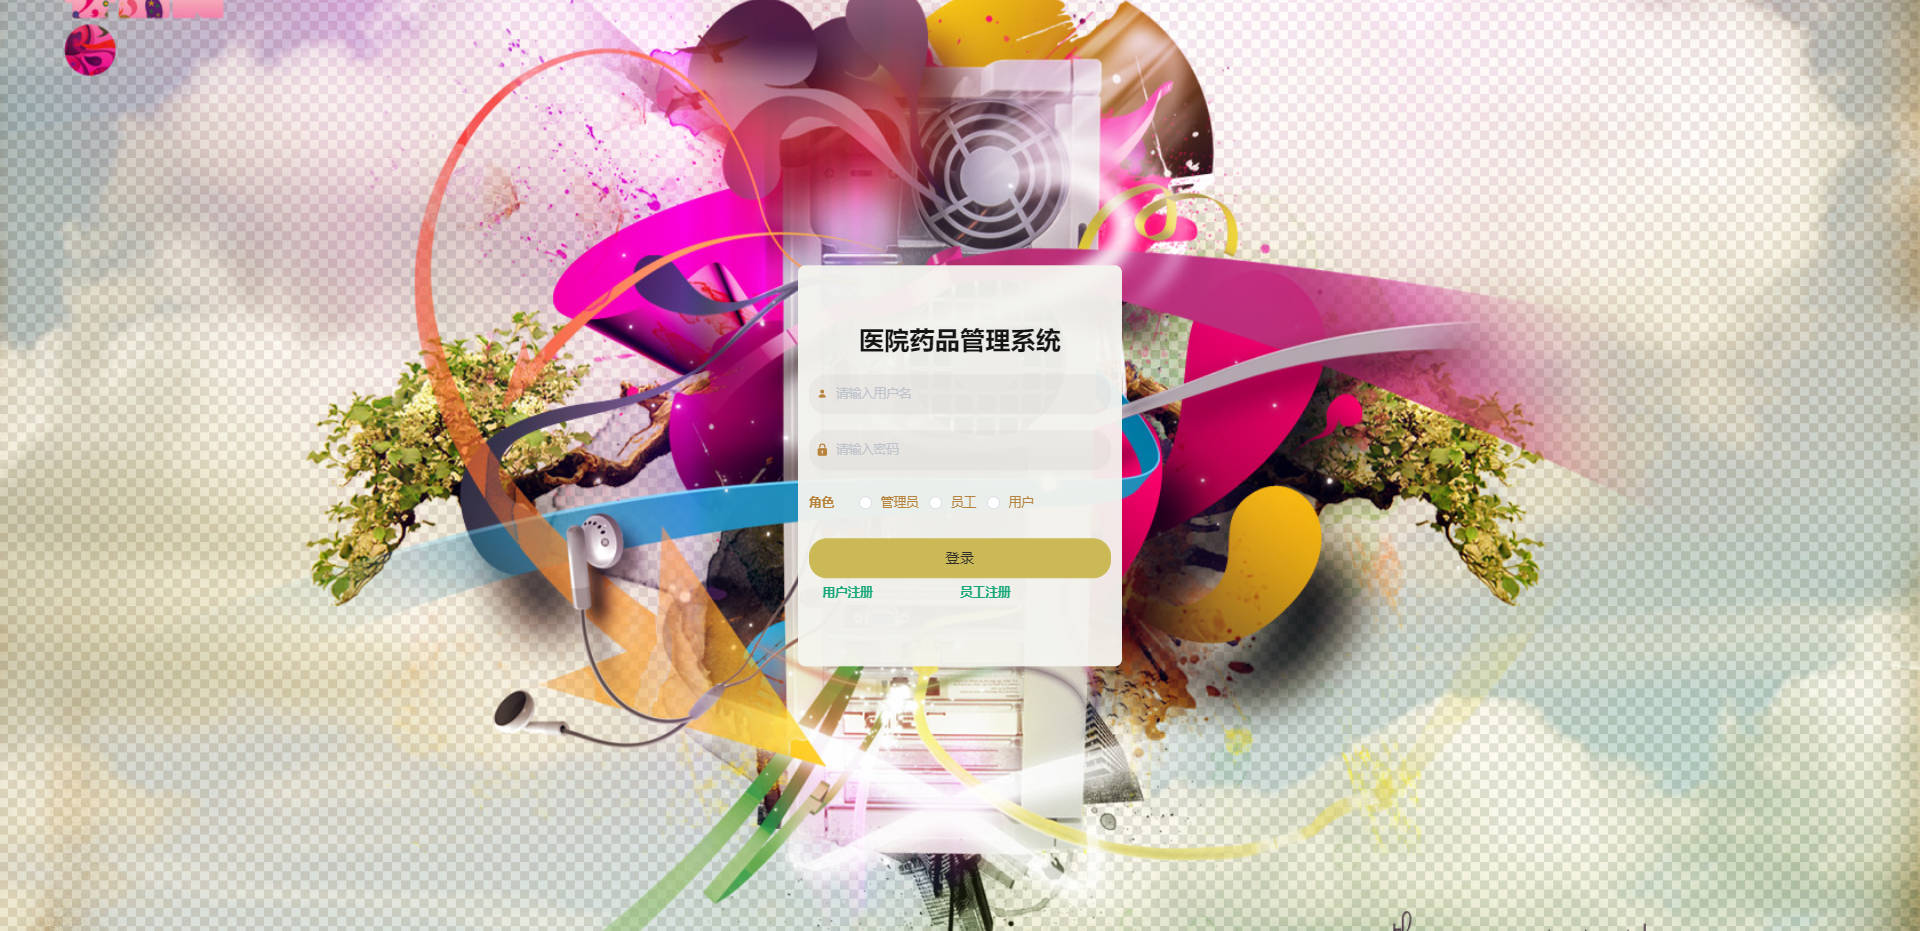 医院药品管理系统
请输入用户名
请输入密码
角色 管理员 员工 用户
登录
用户注册 员工注册